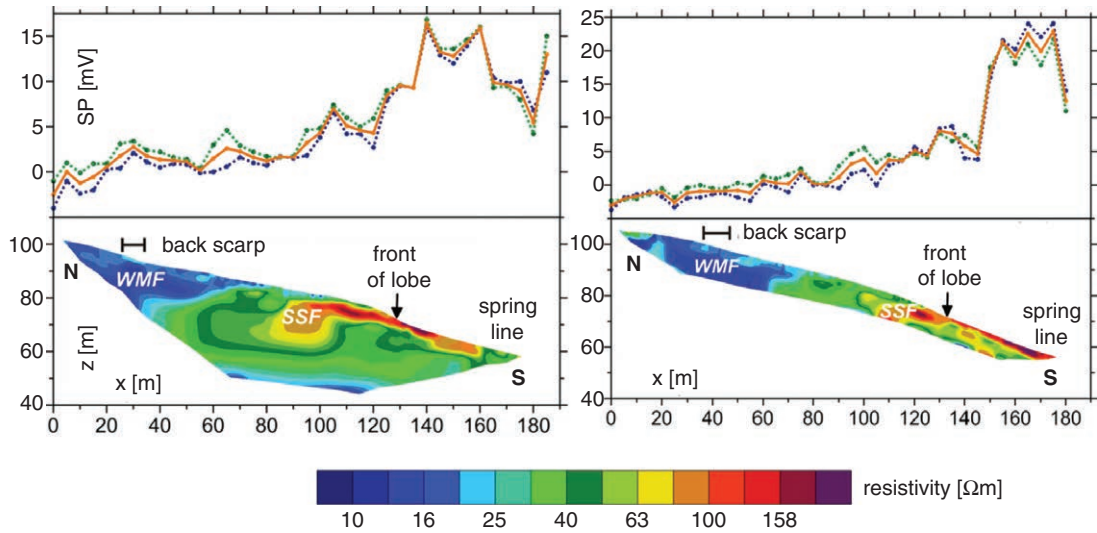 SP [mV]
15
10
5
0
25
20
15
10
5
0
back scarp
front
of lobe
spring
line
N
WMF
SSF
S
z [m]
x [m]
100
80
60
40
0 20 40 60 80 100 120 140 160 180
back scarp
front
of lobe
spring
line
N
WMF
SSF
S
x [m]
100
80
60
40
0 20 40 60 80 100 120 140 160 180
resistivity [Ωm]
10 16 25 40 63 100 158